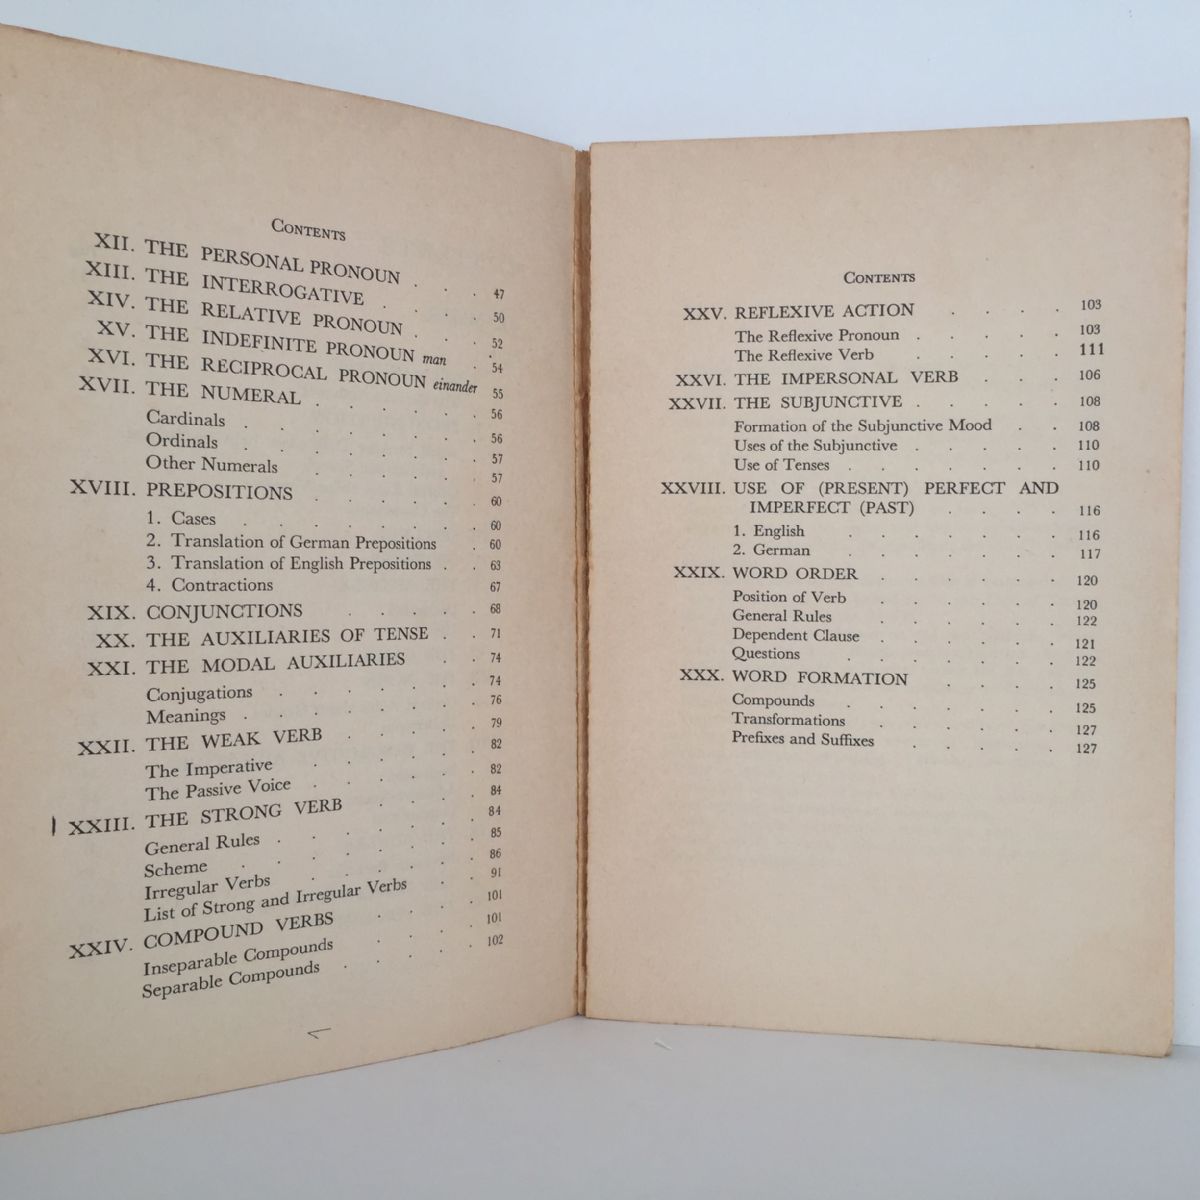 CONTENTS
XII. THE PERSONAL PRONOUN . . . 47
XIII. THE INTERROGATIVE . . . . 50
XIV. THE RELATIVE PRONOUN . . . 52
XV. THE INDEFINITE PRONOUN man . . 54
XVI. THE RECIPROCAL PRONOUN einander 55
XVII. THE NUMERAL . . . . . 56
Cardinals . . . . . . . 56
Ordinals . . . . . . . 57
Other Numerals . . . . . 57
XVIII. PREPOSITIONS . . . . . 60
1. Cases . . . . . . . 60
2. Translation of German Prepositions . 60
3. Translation of English Prepositions . . 63
4. Contractions 67
XIX. CONJUNCTIONS . . . . . 68
XX. THE AUXILIARIES OF TENSE . . 71
XXI. THE MODAL AUXILIARIES . . 74
Conjugations . . . . . . 74
Meanings . . . . . . . 76
XXII. THE WEAK VERB . . . . 79
The Imperative . . . . . 82
The Passive Voice . . . . . 82
XXIII. THE STRONG VERB . . . . 84
General Rules . . . . . . 84
Scheme . . . . . . . 85
Irregular Verbs . . . . . 86
List of Strong and Irregular Verbs . . 91
XXIV. COMPOUND VERBS . . . . 101
Inseparable Compounds . . . . 101
Separable Compounds . . . . 102
CONTENTS
XXV. REFLEXIVE ACTION . . . . 103
The Reflexive Pronoun . . . . . 103
The Reflexive Verb . . . . . 111
XXVI. THE IMPERSONAL VERB . . . 106
XXVII. THE SUBJUNCTIVE . . . . . 108
Formation of the Subjunctive Mood . . 108
Uses of the Subjunctive . . . . . 110
Use of Tenses . . . . . . . 110
XXVIII. USE OF (PRESENT) PERFECT AND
IMPERFECT (PAST) . . . . 116
1. English . . . . . . . 116
2. German . . . . . . . 117
XXIX. WORD ORDER . . . . . . 120
Position of Verb . . . . . . 120
General Rules . . . . . . 122
Dependent Clause . . . . . . 121
Questions . . . . . . . 122
XXX. WORD FORMATION . . . . 125
Compounds . . . . . . . 125
Transformations . . . . . . 127
Prefixes and Suffixes . . . . . 127